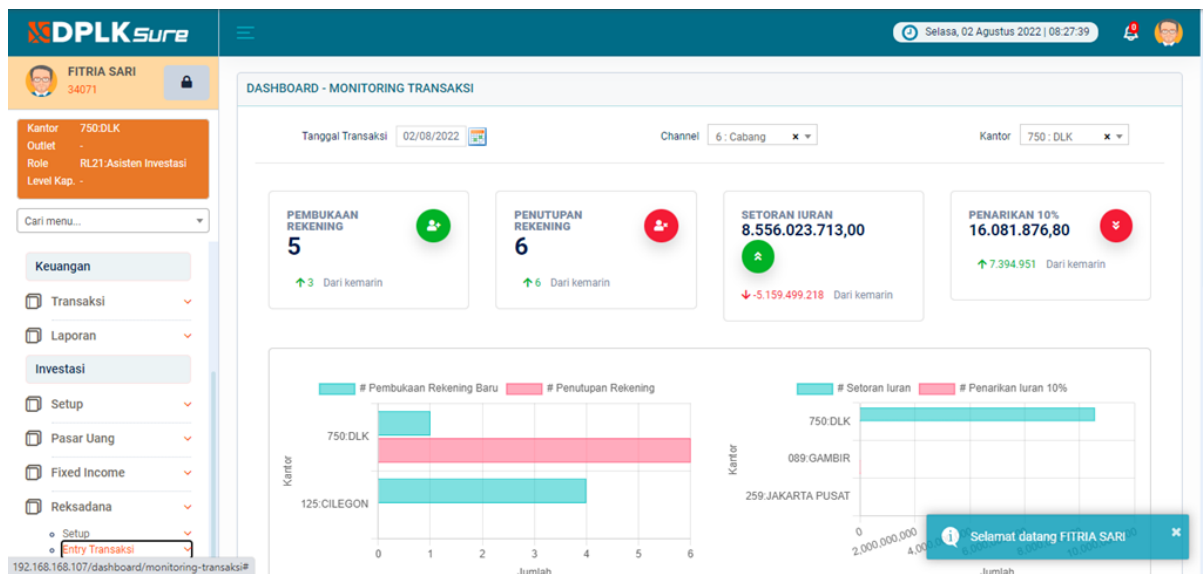 DPLKSure
Selasa, 02 Agustus 2022 | 08:27:39
FITRIA SARI
34071
Kantor 750:DLK
Outlet -
Role RL21:Asisten Investasi
Level Kap. -
Cari menu...
Keuangan
Transaksi
Laporan
Investasi
Setup
Pasar Uang
Fixed Income
Reksadana
Setup
Entry Transaksi
192.168.168.107/dashboard/monitoring-transaksi#
DASHBOARD - MONITORING TRANSAKSI
Tanggal Transaksi 02/08/2022 Channel 6 : Cabang x Kantor 750 : DLK x
PEMBUKAAN
REKENING
5
3 Dari kemarin
PENUTUPAN
REKENING
6
6 Dari kemarin
SETORAN IURAN
8.556.023.713,00
-5.159.499.218 Dari kemarin
PENARIKAN 10%
16.081.876,80
7.394.951 Dari kemarin
# Pembukaan Rekening Baru # Penutupan Rekening
Kantor
750:DLK
125:CILEGON
0 1 2 3 4 5 6
Jumlah
# Setoran Iuran # Penarikan Iuran 10%
Kantor
750:DLK
089:GAMBIR
259:JAKARTA PUSAT
0
2.000.000.000
Jumlah
Selamat datang FITRIA SARI ×